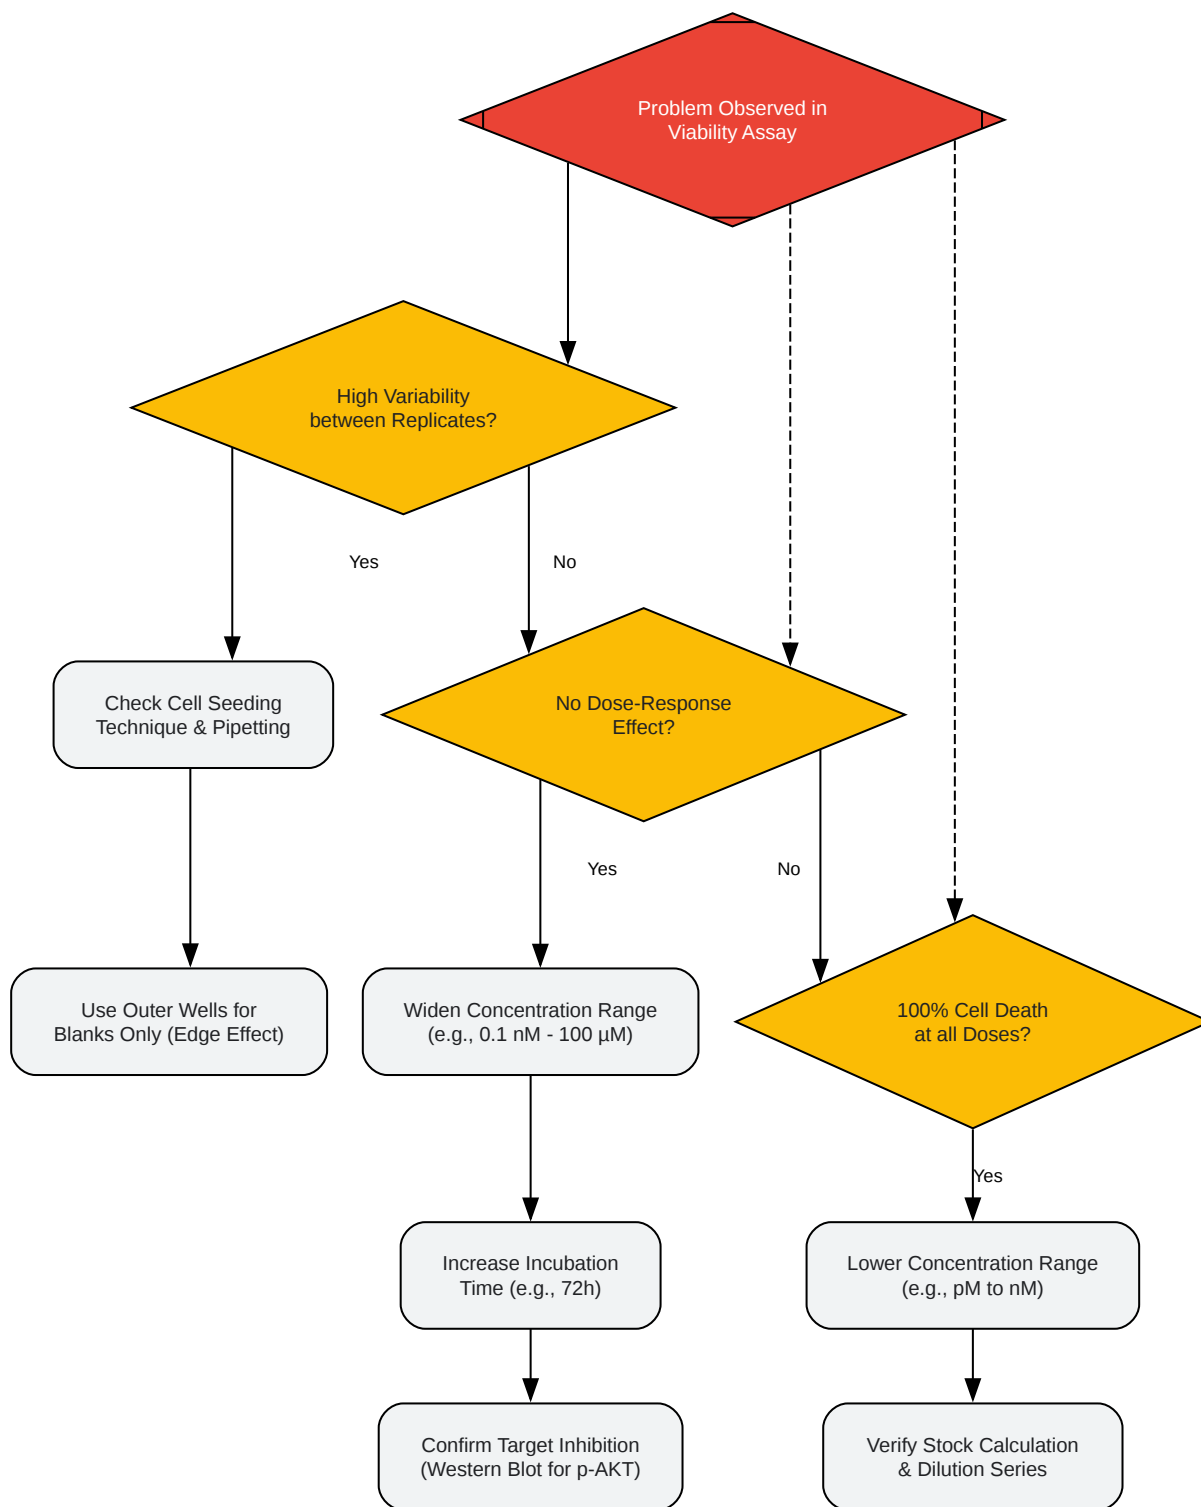 Problem Observed in
Viability Assay
High Variability
between Replicates?
Yes
No
Check Cell Seeding
Technique & Pipetting
No Dose-Response
Effect?
Yes
No
Use Outer Wells for
Blanks Only (Edge Effect)
Widen Concentration Range
(e.g., 0.1 nM - 100 µM)
100% Cell Death
at all Doses?
Yes
Increase Incubation
Time (e.g., 72h)
Lower Concentration Range
(e.g., pM to nM)
Confirm Target Inhibition
(Western Blot for p-AKT)
Verify Stock Calculation
& Dilution Series